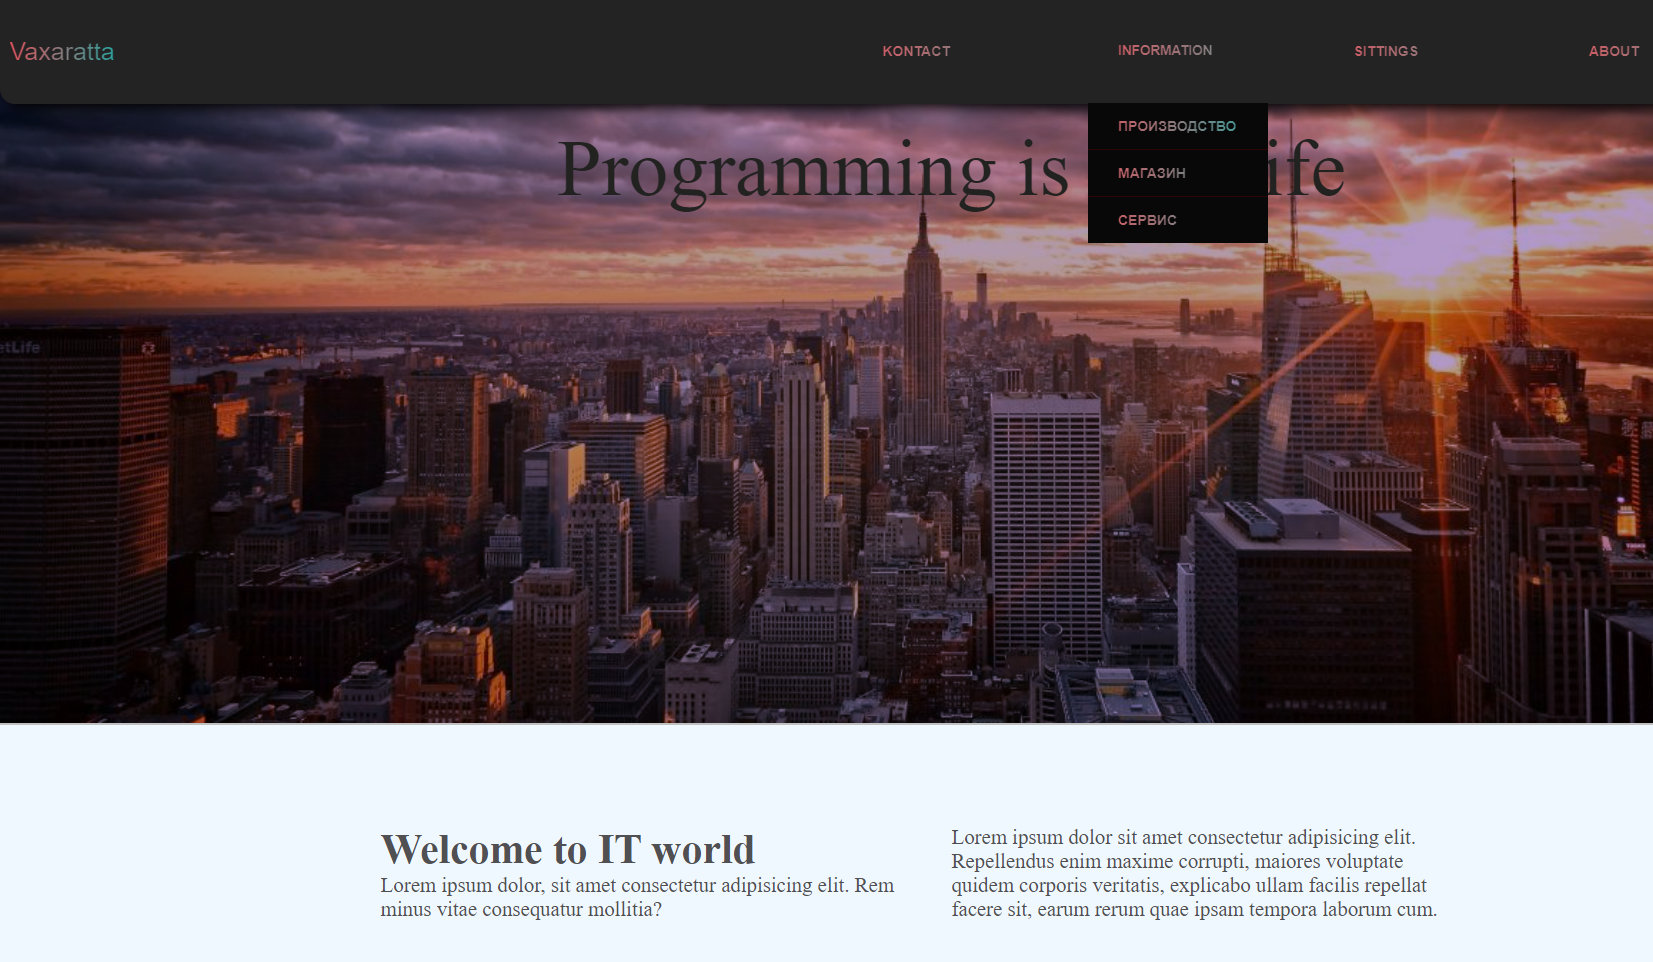 Vaxaratta
KONTACT
INFORMATION
SITTINGS
ABOUT
ПРОИЗВОДСТВО
МАГАЗИН
СЕРВИС
Programming is
etLife
Welcome to IT world
Lorem ipsum dolor, sit amet consectetur adipisicing elit. Rem
minus vitae consequatur mollitia?
Lorem ipsum dolor sit amet consectetur adipisicing elit.
Repellendus enim maxime corrupti, maiores voluptate
quidem corporis veritatis, explicabo ullam facilis repellat
facere sit, earum rerum quae ipsam tempora laborum cum.